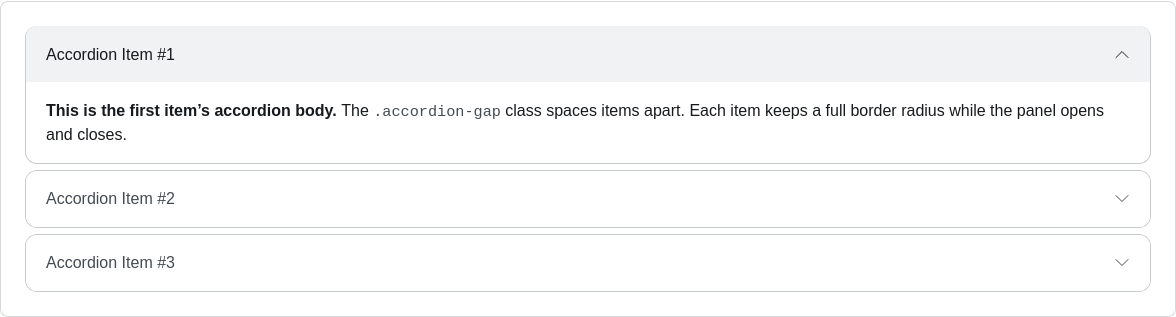 Accordion Item #1
This is the first item’s accordion body. The .accordion-gap class spaces items apart. Each item keeps a full border radius while the panel opens
and closes.
Accordion Item #2
Accordion Item #3